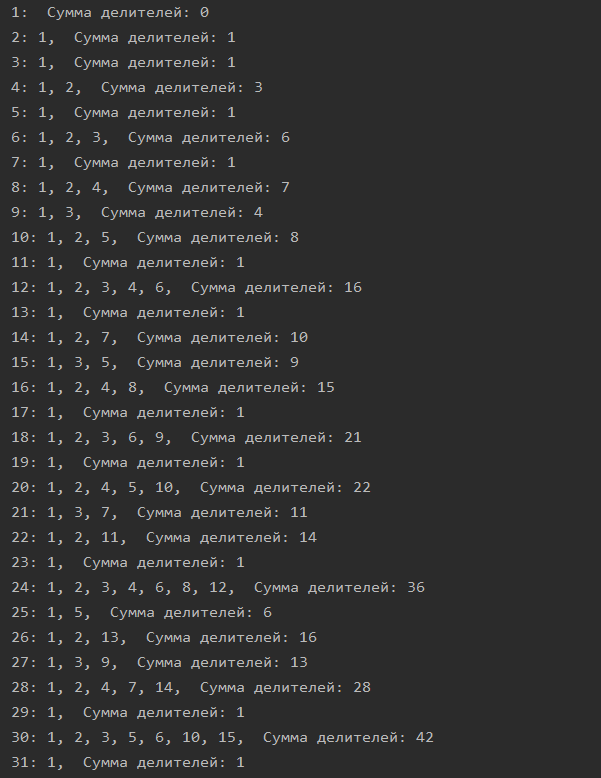 1:  Сумма делителей: 0
2: 1,  Сумма делителей: 1
3: 1,  Сумма делителей: 1
4: 1, 2,  Сумма делителей: 3
5: 1,  Сумма делителей: 1
6: 1, 2, 3,  Сумма делителей: 6
7: 1,  Сумма делителей: 1
8: 1, 2, 4,  Сумма делителей: 7
9: 1, 3,  Сумма делителей: 4
10: 1, 2, 5,  Сумма делителей: 8
11: 1,  Сумма делителей: 1
12: 1, 2, 3, 4, 6,  Сумма делителей: 16
13: 1,  Сумма делителей: 1
14: 1, 2, 7,  Сумма делителей: 10
15: 1, 3, 5,  Сумма делителей: 9
16: 1, 2, 4, 8,  Сумма делителей: 15
17: 1,  Сумма делителей: 1
18: 1, 2, 3, 6, 9,  Сумма делителей: 21
19: 1,  Сумма делителей: 1
20: 1, 2, 4, 5, 10,  Сумма делителей: 22
21: 1, 3, 7,  Сумма делителей: 11
22: 1, 2, 11,  Сумма делителей: 14
23: 1,  Сумма делителей: 1
24: 1, 2, 3, 4, 6, 8, 12,  Сумма делителей: 36
25: 1, 5,  Сумма делителей: 6
26: 1, 2, 13,  Сумма делителей: 16
27: 1, 3, 9,  Сумма делителей: 13
28: 1, 2, 4, 7, 14,  Сумма делителей: 28
29: 1,  Сумма делителей: 1
30: 1, 2, 3, 5, 6, 10, 15,  Сумма делителей: 42
31: 1,  Сумма делителей: 1